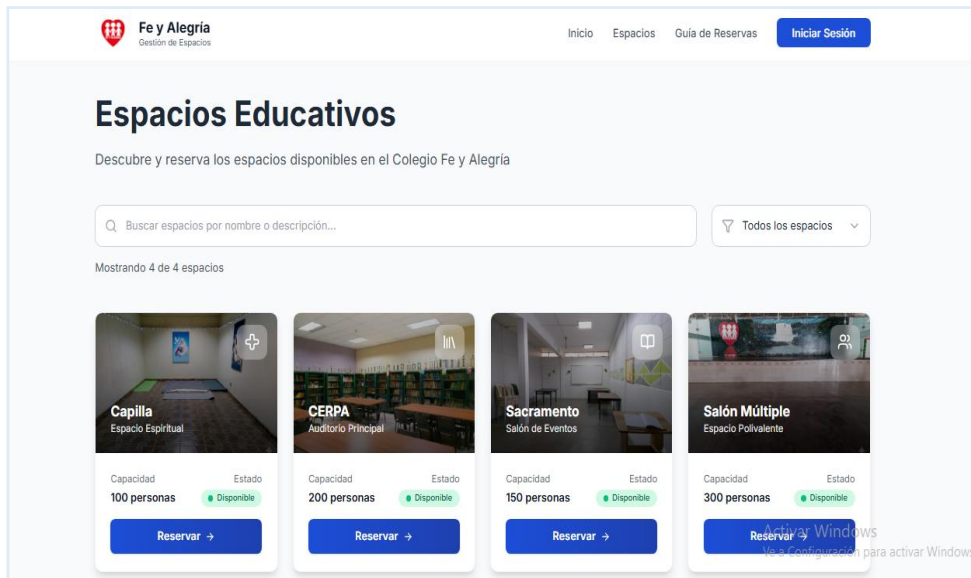 Fe y Alegría
Gestión de Espacios
Inicio Espacios Guía de Reservas Iniciar Sesión
Espacios Educativos
Descubre y reserva los espacios disponibles en el Colegio Fe y Alegría
Buscar espacios por nombre o descripción...
Todos los espacios
Mostrando 4 de 4 espacios
Capilla
Espacio Espiritual
Capacidad Estado
100 personas Disponible
Reservar →
CERPA
Auditorio Principal
Capacidad Estado
200 personas Disponible
Reservar →
Sacramento
Salón de Eventos
Capacidad Estado
150 personas Disponible
Reservar →
Salón Múltiple
Espacio Polivalente
Capacidad Estado
300 personas Disponible
Reservar →
Activar Windows
Ve a Configuración para activar Windows